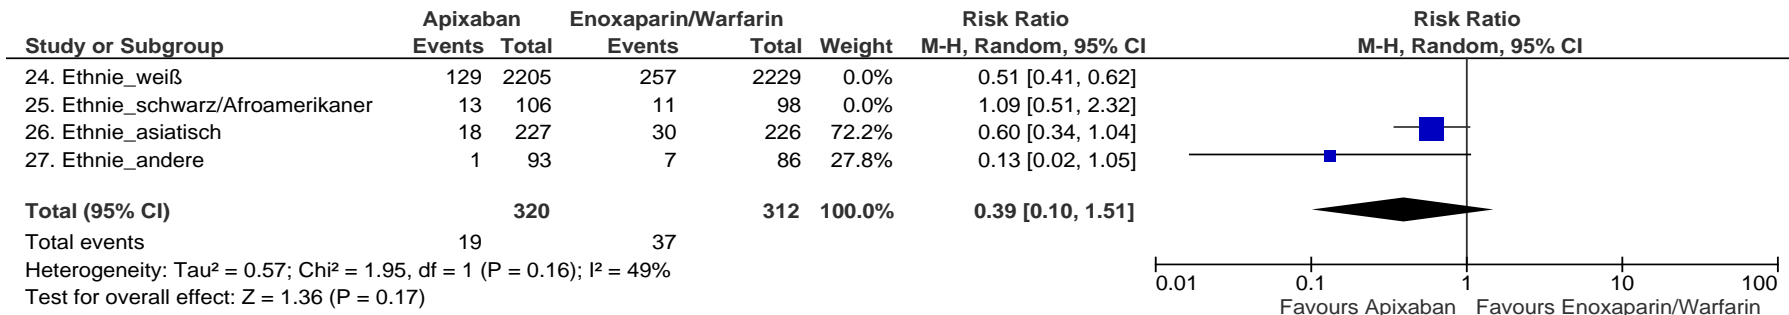 Apixaban Enoxaparin/Warfarin Risk Ratio Risk Ratio
Study or Subgroup Events Total Events Total Weight M-H, Random, 95% CI M-H, Random, 95% CI
24. Ethnie_weiß 129 2205 257 2229 0.0% 0.51 [0.41, 0.62]
25. Ethnie_schwarz/Afroamerikaner 13 106 11 98 0.0% 1.09 [0.51, 2.32]
26. Ethnie_asiatisch 18 227 30 226 72.2% 0.60 [0.34, 1.04]
27. Ethnie_andere 1 93 7 86 27.8% 0.13 [0.02, 1.05]
Total (95% CI) 320 312 100.0% 0.39 [0.10, 1.51]
Total events 19 37
Heterogeneity: Tau² = 0.57; Chi² = 1.95, df = 1 (P = 0.16); I² = 49%
Test for overall effect: Z = 1.36 (P = 0.17)
0.01 0.1 1 10 100
Favours Apixaban Favours Enoxaparin/Warfarin